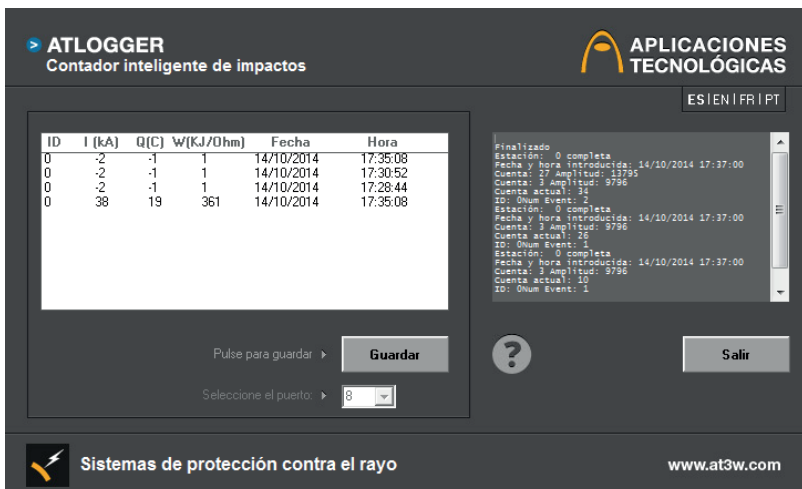 ATLOGGER
Contador inteligente de impactos
APLICACIONES
TECNOLÓGICAS
ES|EN|FR|PT
ID I (kA) Q(C) W(KJ/Ohm) Fecha Hora
0 -2 -1 1 14/10/2014 17:35:08
0 -2 -1 1 14/10/2014 17:30:52
0 -2 -1 1 14/10/2014 17:28:44
0 38 19 361 14/10/2014 17:35:08
Finalizado
Estación: 0 completa
Fecha y hora introducida: 14/10/2014 17:37:00
Cuenta: 27 Amplitud: 13795
Cuenta: 3 Amplitud: 9796
Cuenta actual: 34
ID: 0Num Event: 2
Estación: 0 completa
Fecha y hora introducida: 14/10/2014 17:37:00
Cuenta: 3 Amplitud: 9796
Cuenta actual: 26
ID: 0Num Event: 1
Estación: 0 completa
Fecha y hora introducida: 14/10/2014 17:37:00
Cuenta: 3 Amplitud: 9796
Cuenta actual: 10
ID: 0Num Event: 1
Pulse para guardar
Guardar
?
Salir
Seleccione el puerto:
8
Sistemas de protección contra el rayo
www.at3w.com